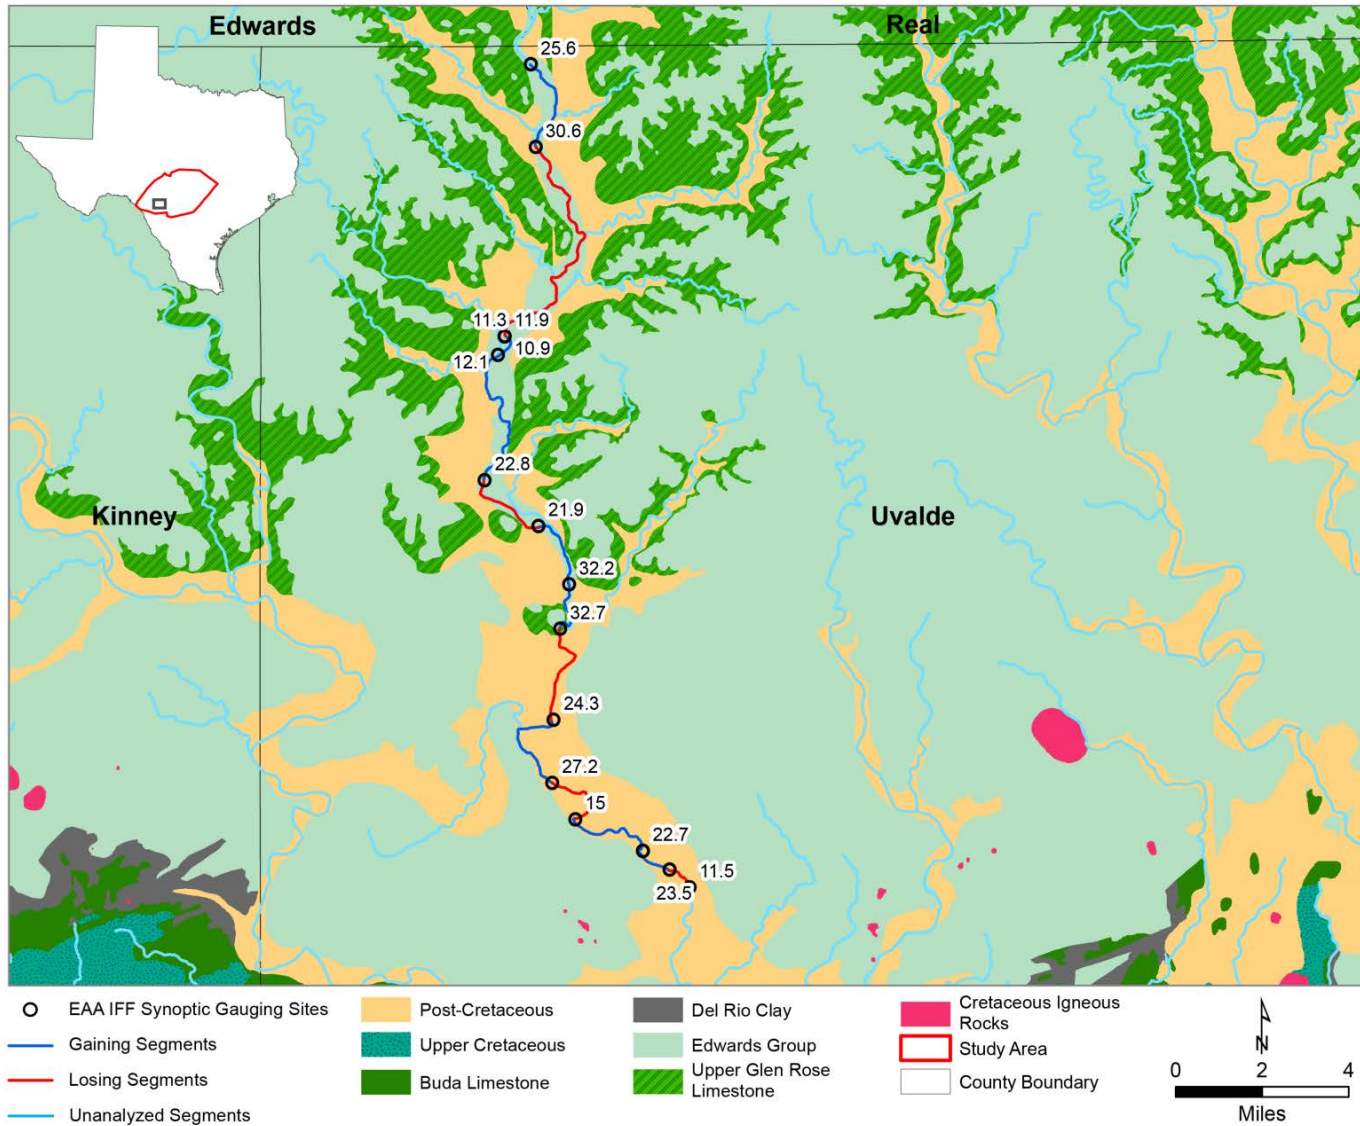 Edwards
Real
25.6
30.6
11.3
11.9
10.9
12.1
22.8
21.9
Kinney
Uvalde
32.2
32.7
24.3
27.2
15
22.7
11.5
23.5
EAA IFF Synoptic Gauging Sites
Gaining Segments
Losing Segments
Unanalyzed Segments
Post-Cretaceous
Upper Cretaceous
Buda Limestone
Del Rio Clay
Edwards Group
Upper Glen Rose
Limestone
Cretaceous Igneous
Rocks
Study Area
County Boundary
N
0 2 4
Miles